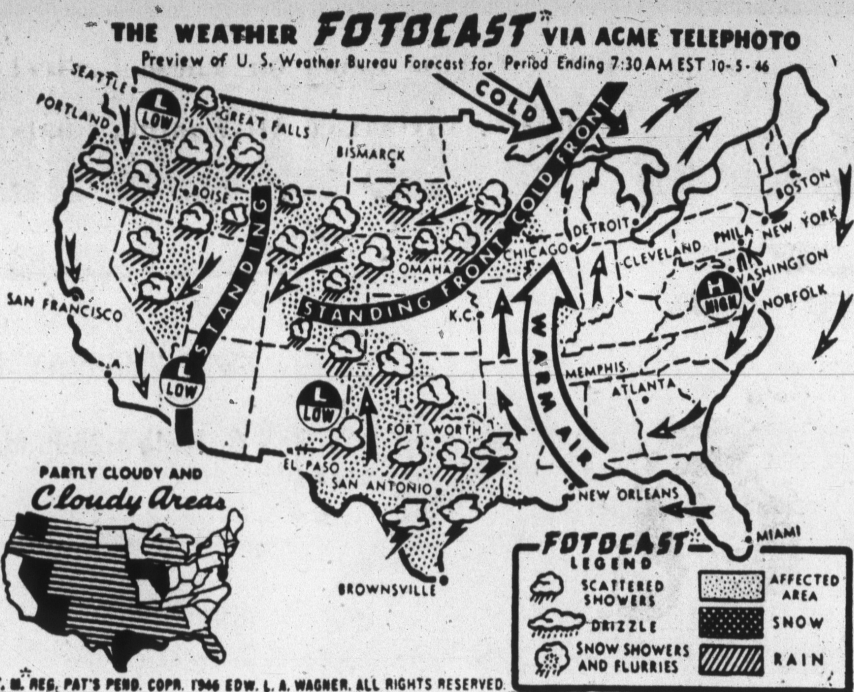 THE WEATHER FOTOCAST VIA ACME TELEPHOTO
Preview of U. S. Weather Bureau Forecast for Period Ending 7:30 AM EST 10-5-46
SEATTLE
PORTLAND
L
LOW
GREAT FALLS
BISMARCK
COLD
BOISE
STANDING
OMAHA
STANDING FRONT
COLD FRONT
CHICAGO
DETROIT
CLEVELAND
PHILA
BOSTON
NEW YORK
WASHINGTON
H
HIGH
NORFOLK
SAN FRANCISCO
L.A.
K.C.
WARM AIR
MEMPHIS
ATLANTA
L
LOW
L
LOW
FORT WORTH
EL PASO
SAN ANTONIO
NEW ORLEANS
MIAMI
BROWNSVILLE
PARTLY CLOUDY AND
Cloudy Areas
FOTOCAST
LEGEND
SCATTERED
SHOWERS
DRIZZLE
SNOW SHOWERS
AND FLURRIES
AFFECTED
AREA
SNOW
RAIN
T. M. REG. PAT'S PEND. COPR. 1946 EDW. L. A. WAGNER. ALL RIGHTS RESERVED.